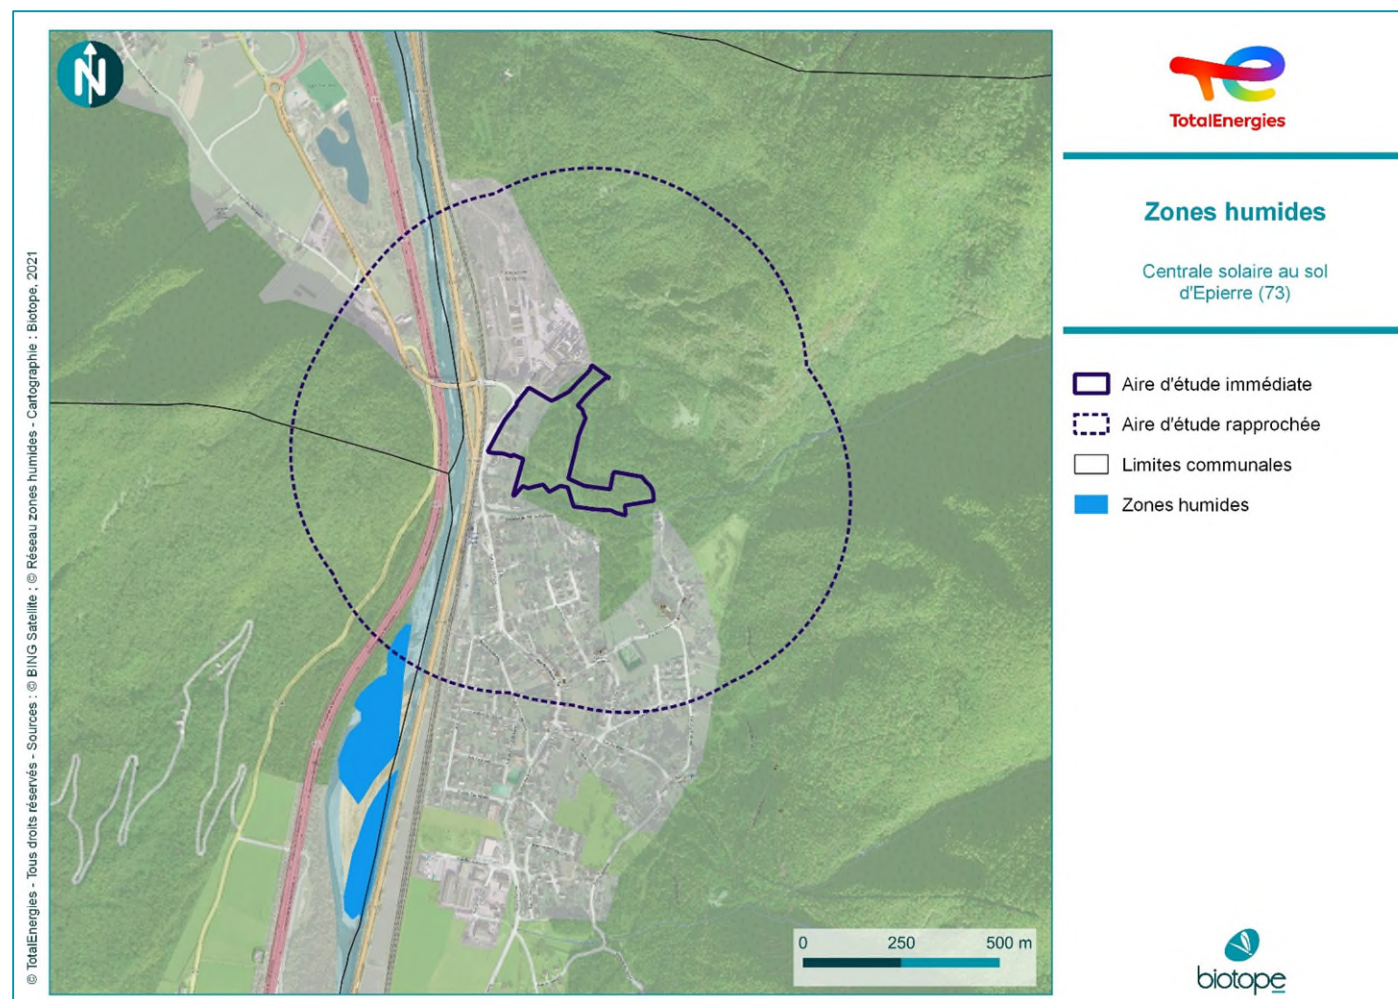 N
TotalEnergies
Zones humides
Centrale solaire au sol
d'Epierre (73)
Aire d'étude immédiate
Aire d'étude rapprochée
Limites communales
Zones humides
0 250 500 m
biotope
© TotalEnergies - Tous droits réservés - Sources : © BING Satellite ; © Réseau zones humides - Cartographie : Biotope, 2021